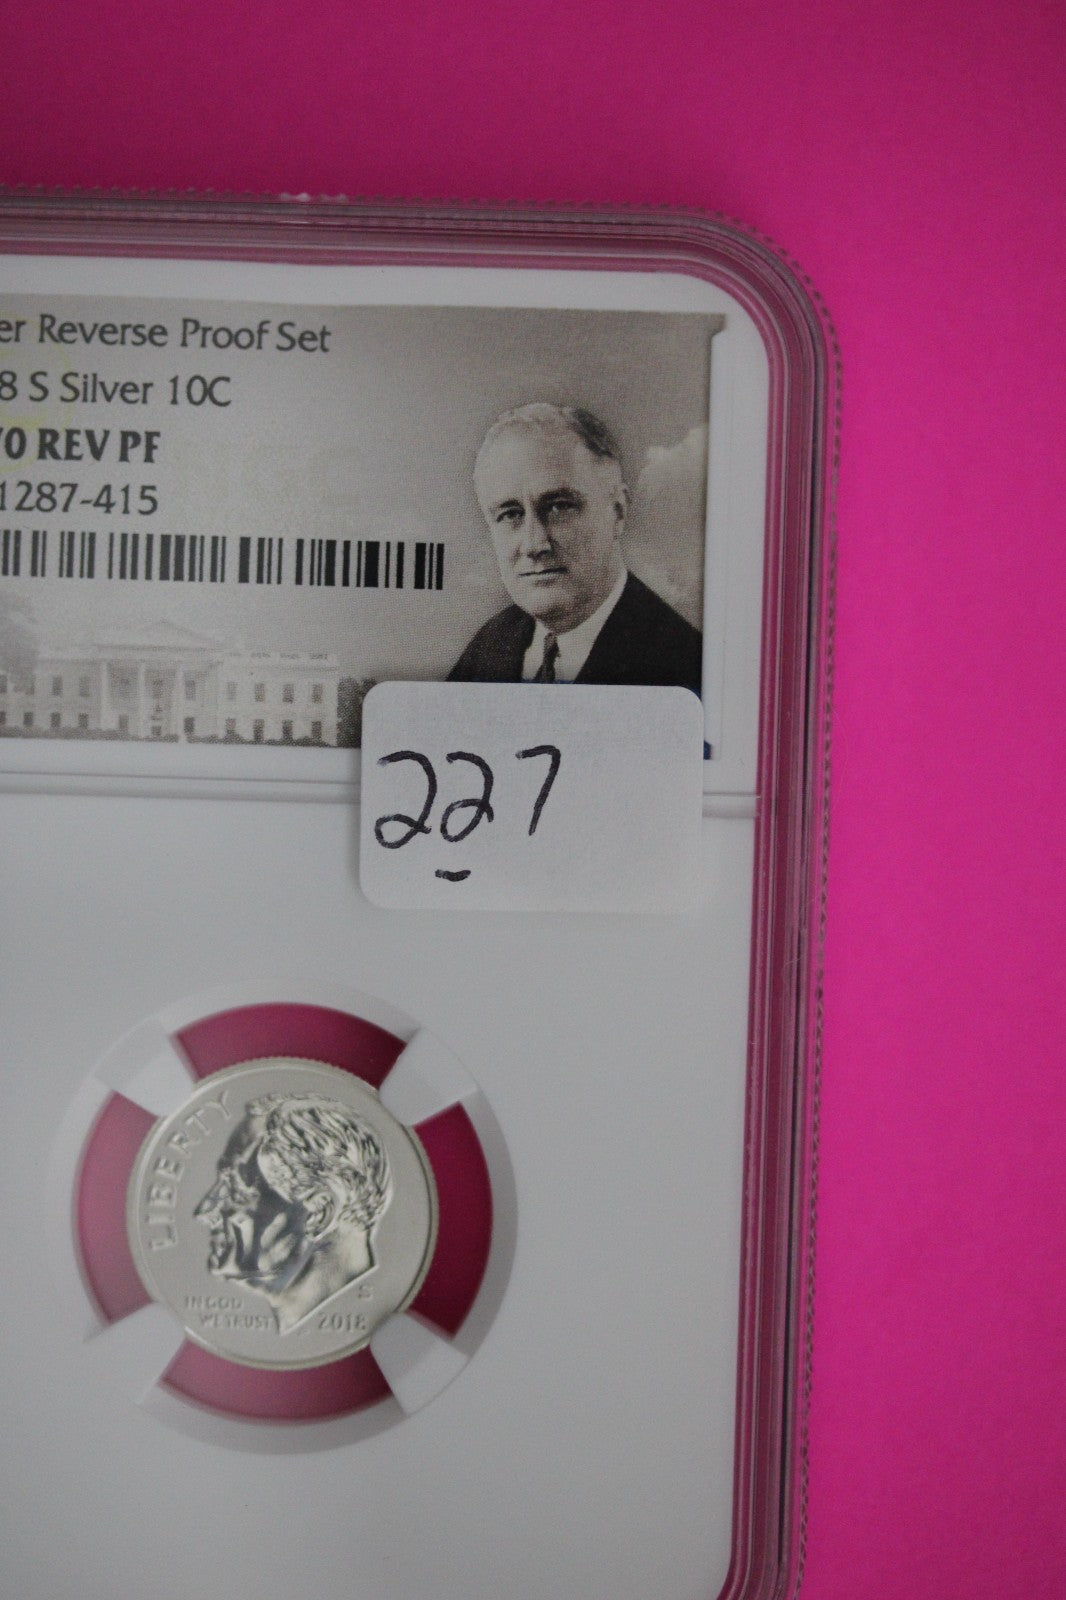 er Reverse Proof Set
8 S Silver 10C
70 REV PF
1287-415
227
LIBERTY
IN GOD
WE TRUST
S
2018